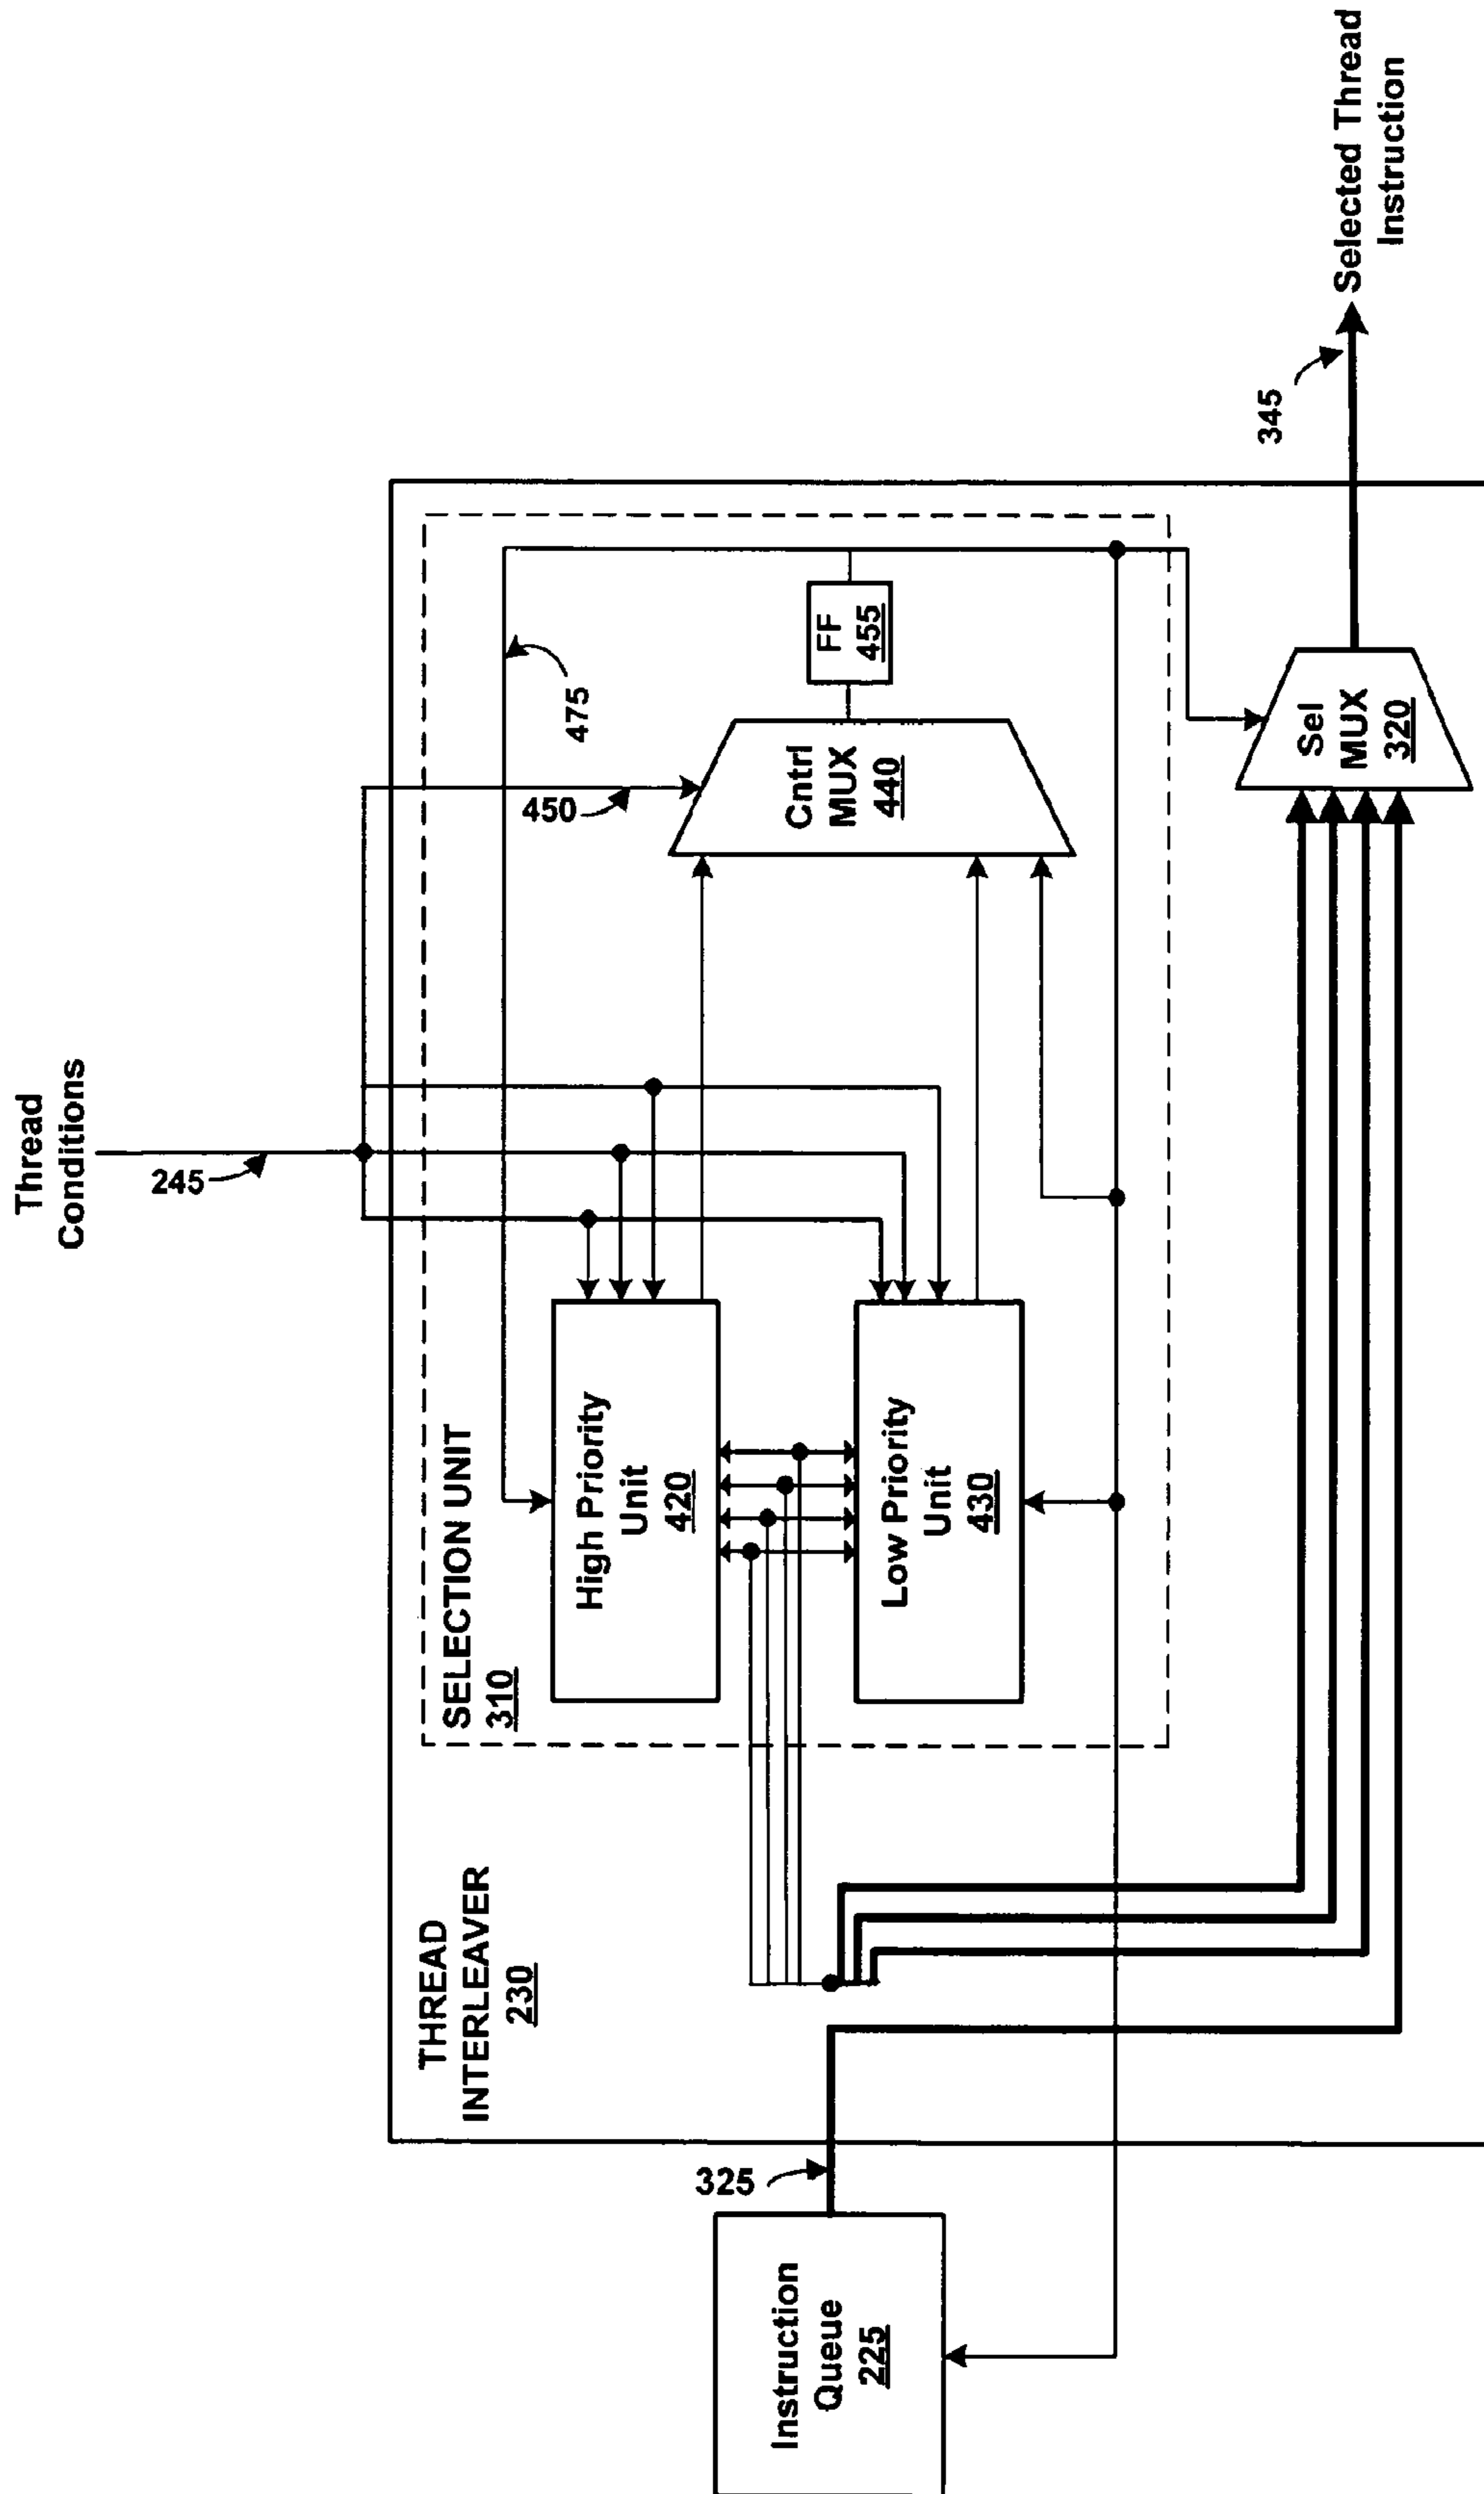 Thread
Conditions
245
THREAD
INTERLEAVER
230
SELECTION UNIT
310
475
450
High Priority
Unit
420
Cntrl
MUX
440
FF
455
325
Instruction
Queue
225
Low Priority
Unit
430
345
Sel
MUX
320
Selected Thread
Instruction